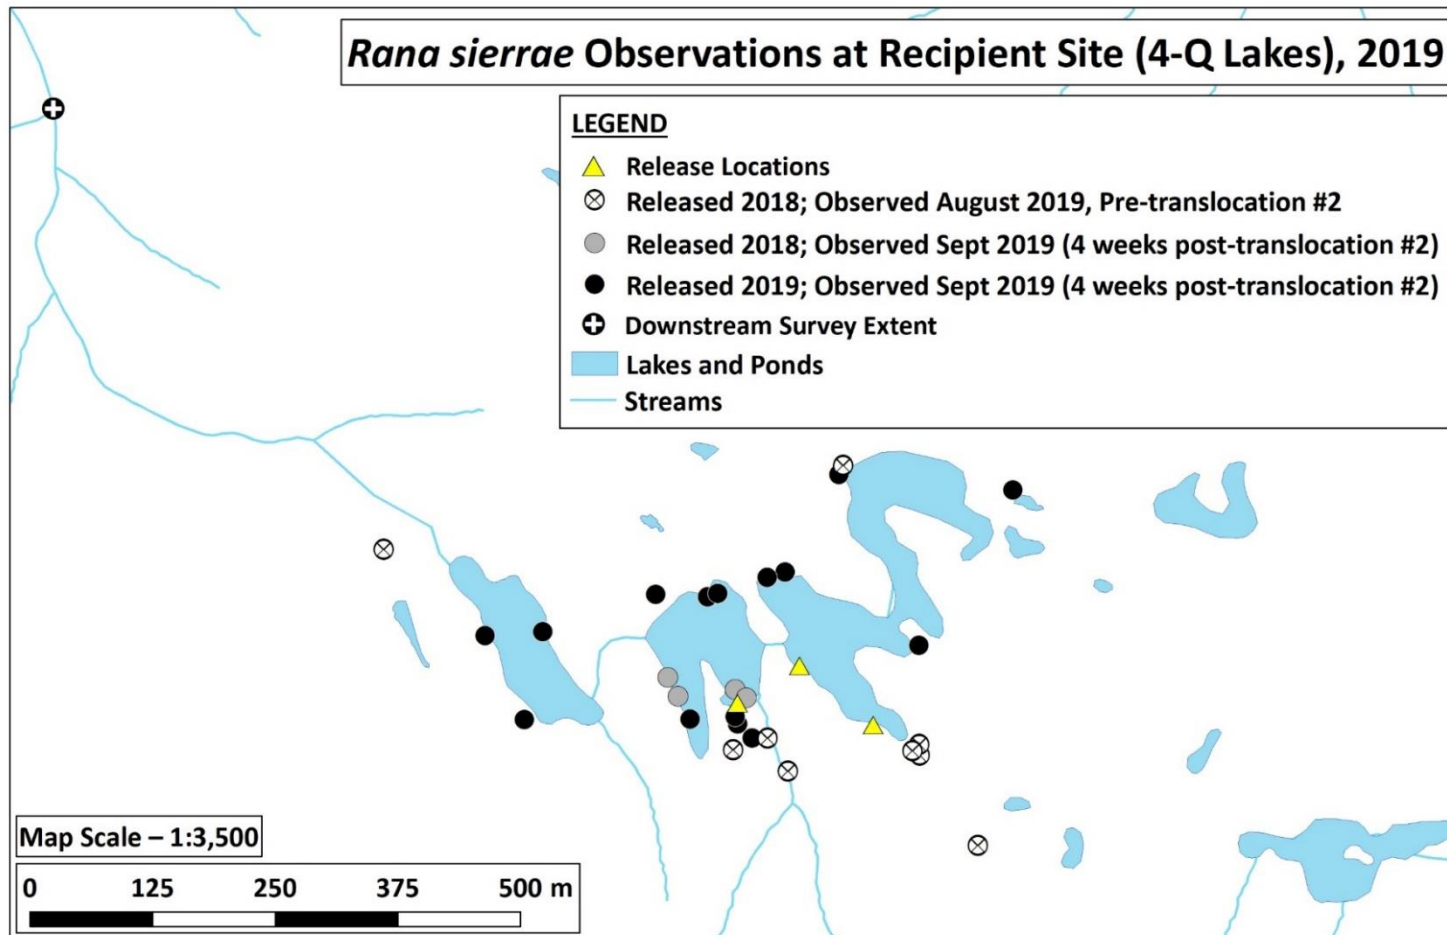 Rana sierrae Observations at Recipient Site (4-Q Lakes), 2019
LEGEND
Release Locations
Released 2018; Observed August 2019, Pre-translocation #2
Released 2018; Observed Sept 2019 (4 weeks post-translocation #2)
Released 2019; Observed Sept 2019 (4 weeks post-translocation #2)
Downstream Survey Extent
Lakes and Ponds
Streams
Map Scale – 1:3,500
0 125 250 375 500 m